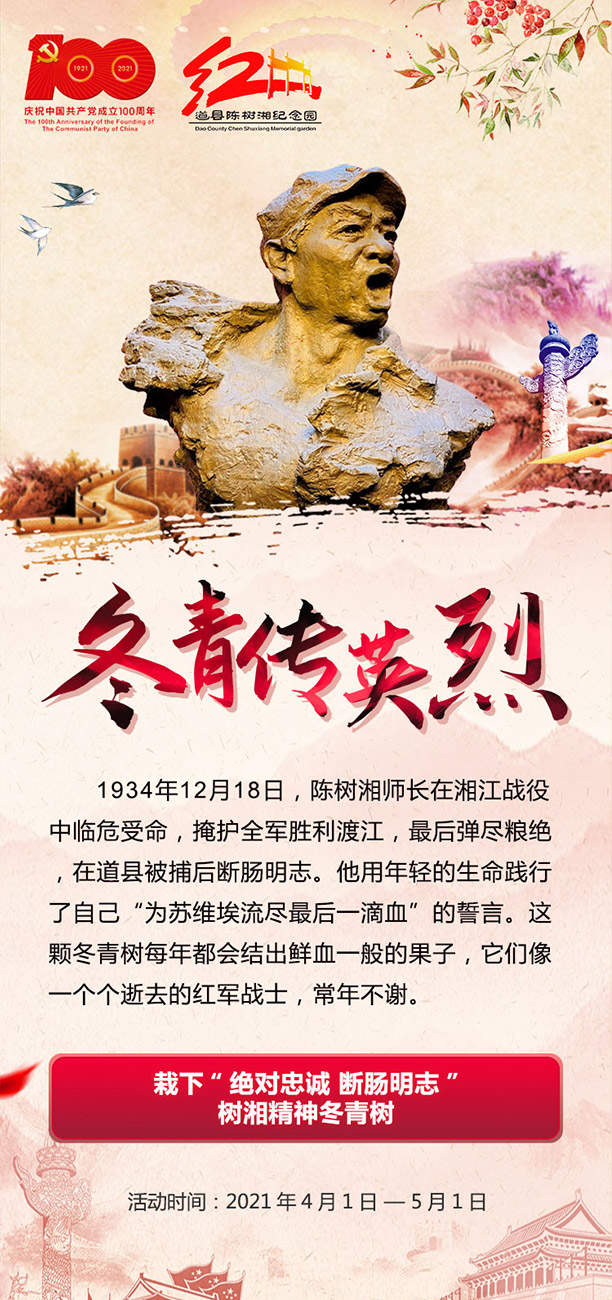 100
1921
2021
庆祝中国共产党成立100周年
The 100th Anniversary of the Founding of
The Communist Party of China
红
道县陈树湘纪念园
Dao County Chen Shuxiang Memorial garden
冬青传英烈
1934年12月18日，陈树湘师长在湘江战役
中临危受命，掩护全军胜利渡江，最后弹尽粮绝
，在道县被捕后断肠明志。他用年轻的生命践行
了自己“为苏维埃流尽最后一滴血”的誓言。这
颗冬青树每年都会结出鲜血一般的果子，它们像
一个个逝去的红军战士，常年不谢。
栽下“ 绝对忠诚 断肠明志 ”
树湘精神冬青树
活动时间：2021 年 4 月 1 日 — 5 月 1 日